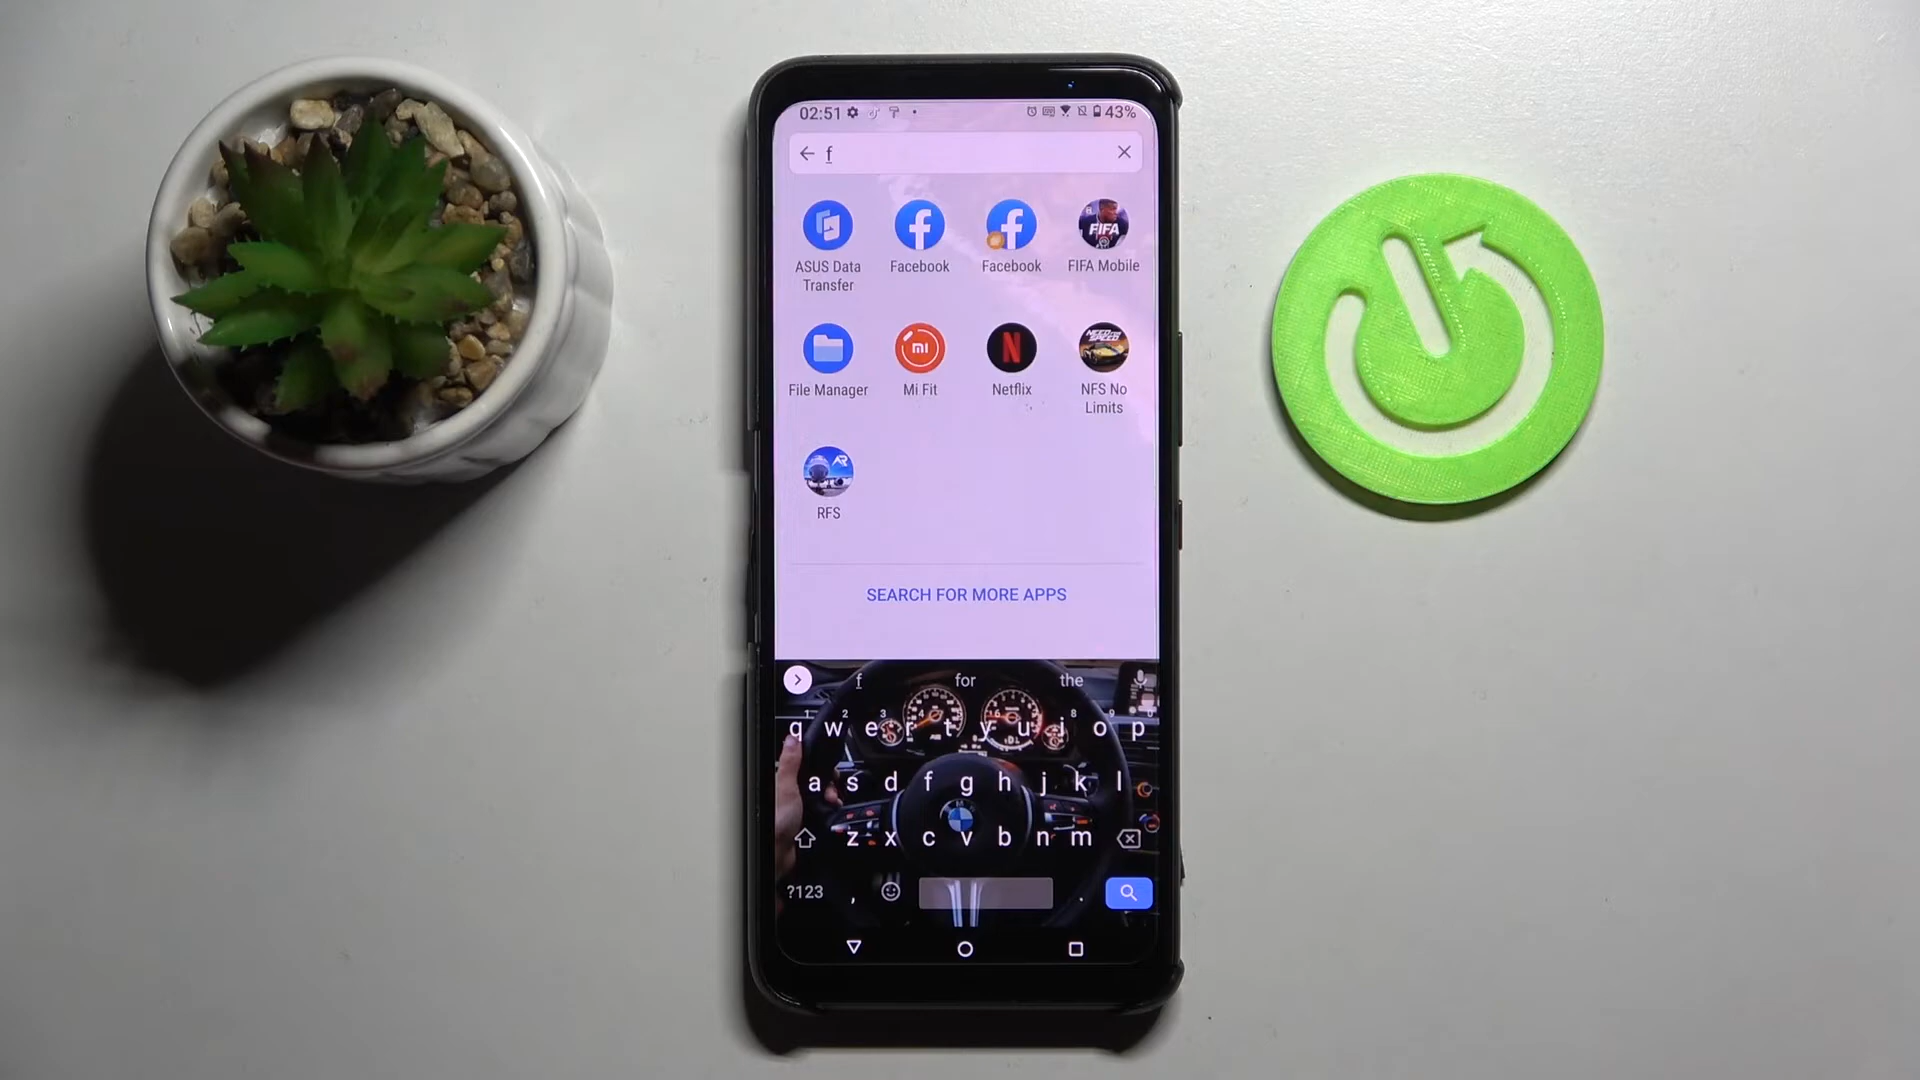 02:51 43%
f
ASUS Data Transfer
Facebook
Facebook
FIFA Mobile
File Manager
Mi Fit
Netflix
NFS No Limits
RFS
SEARCH FOR MORE APPS
f for the
q w e r t y u i o p
a s d f g h j k l
z x c v b n m
?123 , .